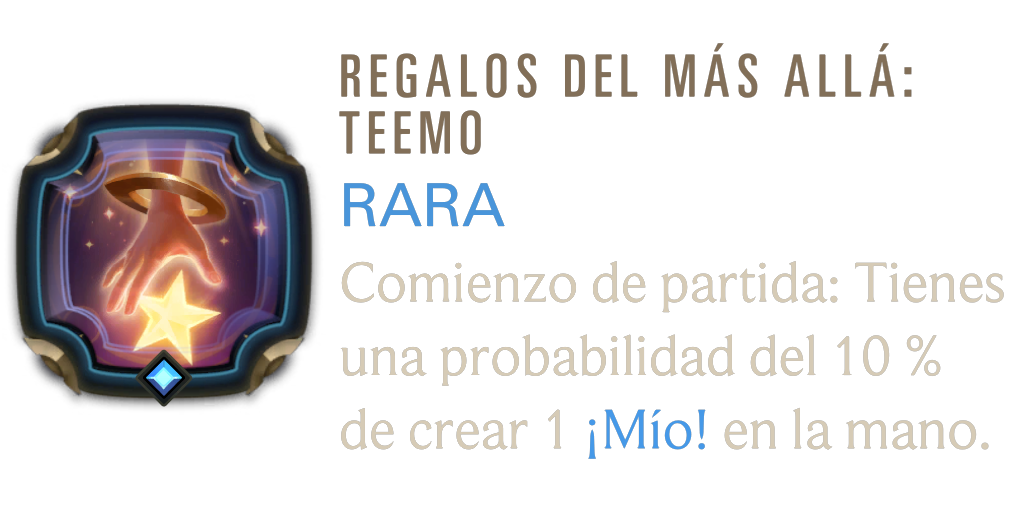 REGALOS DEL MÁS ALLÁ:
TEEMO
RARA
Comienzo de partida: Tienes
una probabilidad del 10 %
de crear 1 ¡Mío! en la mano.